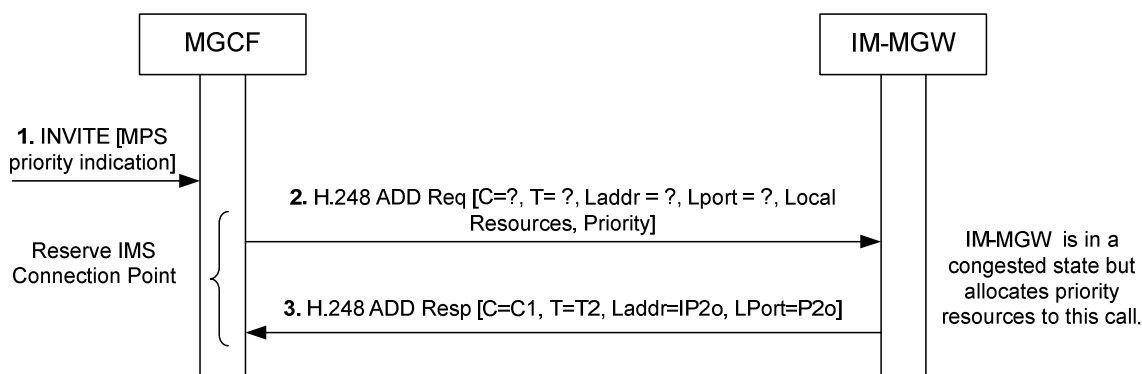 MGCF
IM-MGW
1. INVITE [MPS
priority indication]
2. H.248 ADD Req [C=?, T= ?, Laddr = ?, Lport = ?, Local
Resources, Priority]
Reserve IMS
Connection Point
IM-MGW is in a
congested state but
allocates priority
resources to this call.
3. H.248 ADD Resp [C=C1, T=T2, Laddr=IP2o, LPort=P2o]